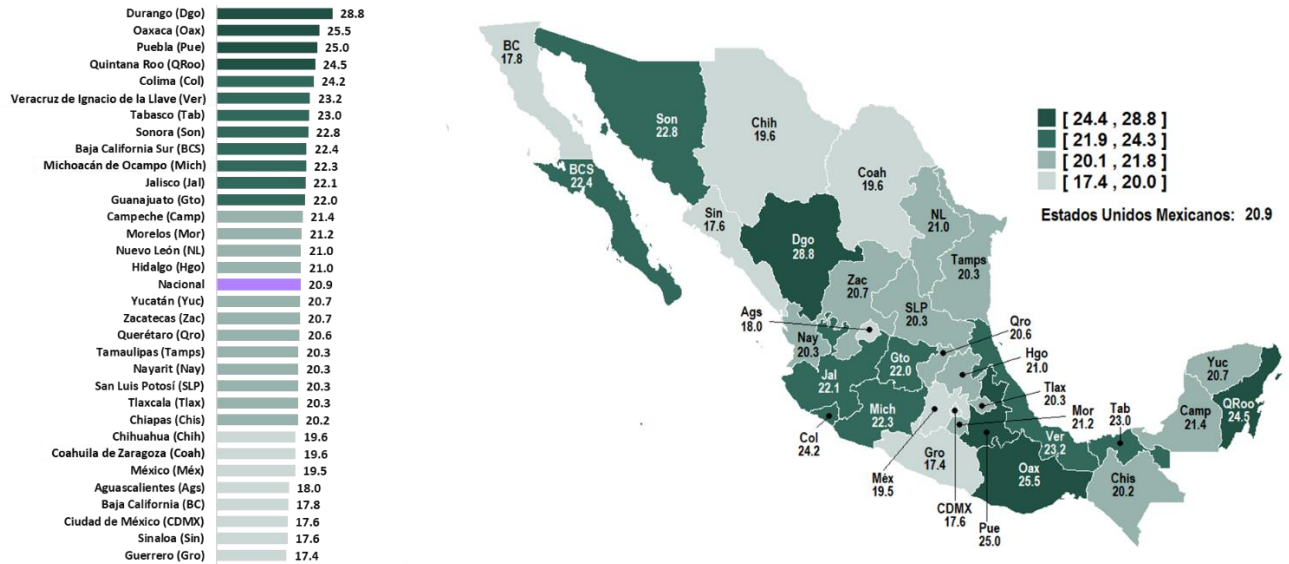 Durango (Dgo) 28.8
Oaxaca (Oax) 25.5
Puebla (Pue) 25.0
Quintana Roo (QRoo) 24.5
Colima (Col) 24.2
Veracruz de Ignacio de la Llave (Ver) 23.2
Tabasco (Tab) 23.0
Sonora (Son) 22.8
Baja California Sur (BCS) 22.4
Michoacán de Ocampo (Mich) 22.3
Jalisco (Jal) 22.1
Guanajuato (Gto) 22.0
Campeche (Camp) 21.4
Morelos (Mor) 21.2
Nuevo León (NL) 21.0
Hidalgo (Hgo) 21.0
Nacional 20.9
Yucatán (Yuc) 20.7
Zacatecas (Zac) 20.7
Querétaro (Qro) 20.6
Tamaulipas (Tamps) 20.3
Nayarit (Nay) 20.3
San Luis Potosí (SLP) 20.3
Tlaxcala (Tlax) 20.3
Chiapas (Chis) 20.2
Chihuahua (Chih) 19.6
Coahuila de Zaragoza (Coah) 19.6
México (Méx) 19.5
Aguascalientes (Ags) 18.0
Baja California (BC) 17.8
Ciudad de México (CDMX) 17.6
Sinaloa (Sin) 17.6
Guerrero (Gro) 17.4
BC
17.8
Son
22.8
Chih
19.6
Coah
19.6
BCS
22.4
Sin
17.6
Dgo
28.8
NL
21.0
Tamps
20.3
Zac
20.7
SLP
20.3
Ags
18.0
Nay
20.3
Qro
20.6
Hgo
21.0
Gto
22.0
Jal
22.1
Tlax
20.3
Mich
22.3
Mor
21.2
Tab
23.0
Yuc
20.7
QRoo
24.5
Camp
21.4
Col
24.2
Ver
23.2
Gro
17.4
Méx
19.5
Oax
25.5
Chis
20.2
CDMX
17.6
Pue
25.0
[ 24.4 , 28.8 ]
[ 21.9 , 24.3 ]
[ 20.1 , 21.8 ]
[ 17.4 , 20.0 ]
Estados Unidos Mexicanos: 20.9